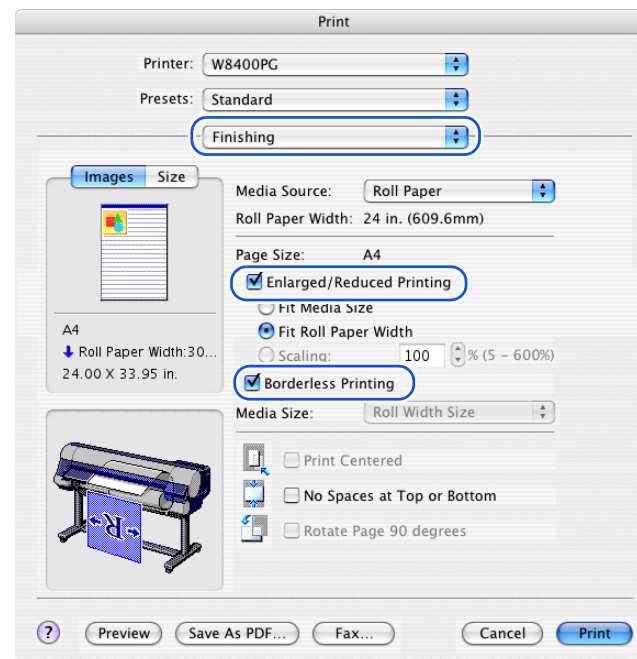 Print
Printer: W8400PG
Presets: Standard
Finishing
Images Size
Media Source: Roll Paper
Roll Paper Width: 24 in. (609.6mm)
Page Size: A4
Enlarged/Reduced Printing
Fit Media Size
Fit Roll Paper Width
Scaling: 100 % (5 - 600%)
Borderless Printing
Media Size: Roll Width Size
Print Centered
No Spaces at Top or Bottom
Rotate Page 90 degrees
A4
Roll Paper Width:30...
24.00 X 33.95 in.
R
? Preview Save As PDF... Fax... Cancel Print